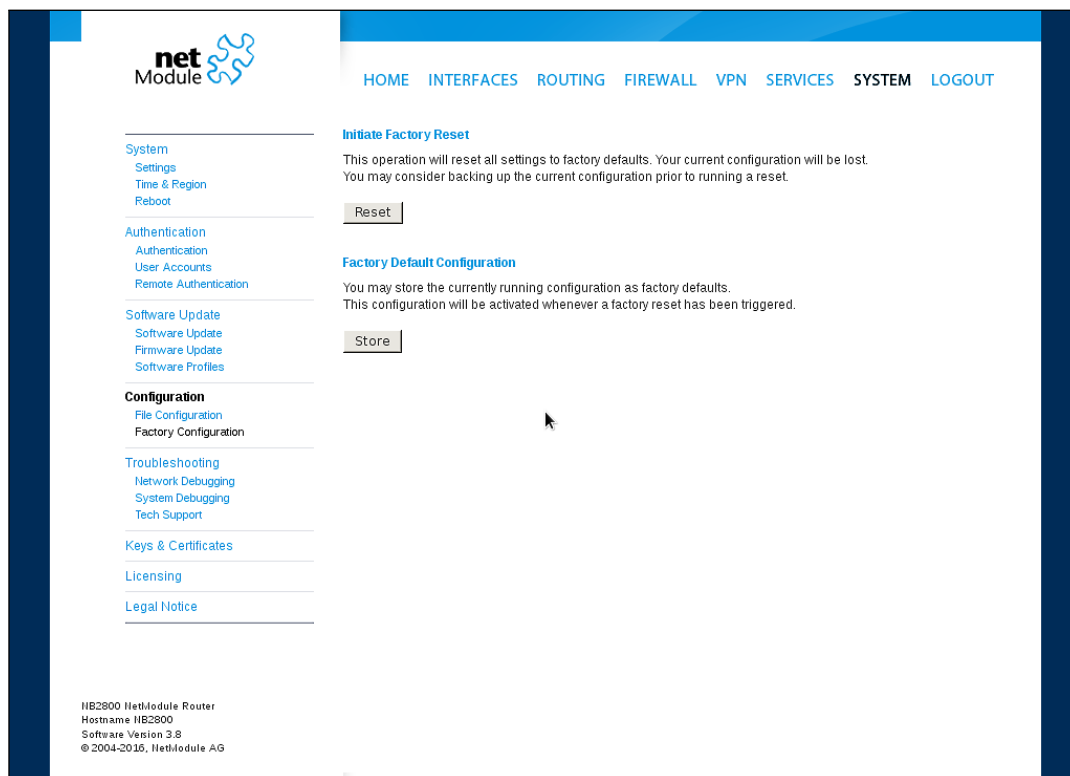 net
Module
HOME INTERFACES ROUTING FIREWALL VPN SERVICES SYSTEM LOGOUT
System
Settings
Time & Region
Reboot
Authentication
Authentication
User Accounts
Remote Authentication
Software Update
Software Update
Firmware Update
Software Profiles
Configuration
File Configuration
Factory Configuration
Troubleshooting
Network Debugging
System Debugging
Tech Support
Keys & Certificates
Licensing
Legal Notice
Initiate Factory Reset
This operation will reset all settings to factory defaults. Your current configuration will be lost.
You may consider backing up the current configuration prior to running a reset.
Reset
Factory Default Configuration
You may store the currently running configuration as factory defaults.
This configuration will be activated whenever a factory reset has been triggered.
Store
NB2800 NetModule Router
Hostname NB2800
Software Version 3.8
© 2004-2016, NetModule AG